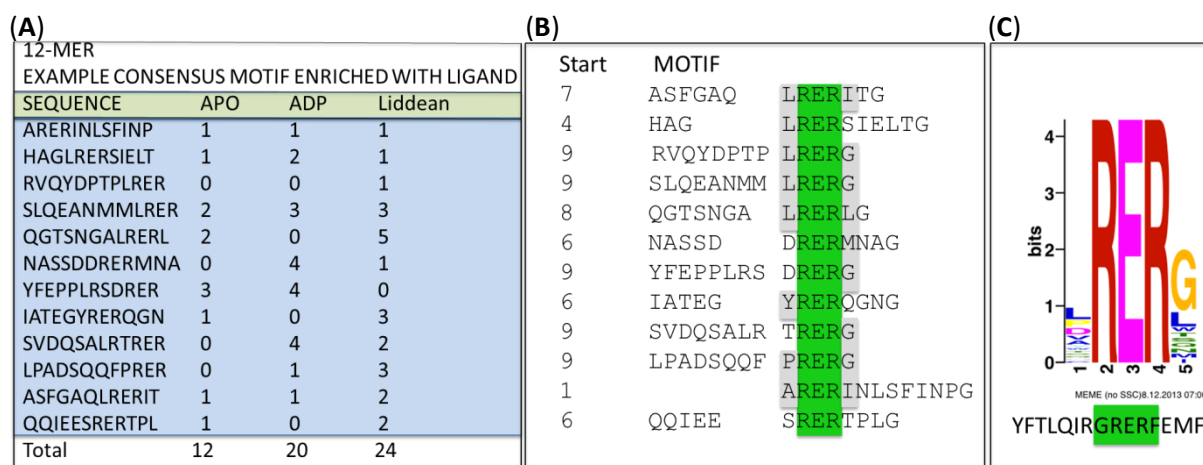 (A)
12-MER
EXAMPLE CONSENSUS MOTIF ENRICHED WITH LIGAND
SEQUENCE APO ADP Liddean
ARERINLSFINP 1 1 1
HAGLRERSIELT 1 2 1
RVQYDPTPLRER 0 0 1
SLQEANMMLRER 2 3 3
QGTSNGALRERL 2 0 5
NASSDDRERMNA 0 4 1
YFEPPLRSDRER 3 4 0
IATEGYRERQGN 1 0 3
SVDQSALRTRER 0 4 2
LPADSQQFPRER 0 1 3
ASFGAQLRERIT 1 1 2
QQIEESRERTPL 1 0 2
Total 12 20 24
(B)
Start MOTIF
7 ASFGAQ LRERITG
4 HAG LRERSIELTG
9 RVQYDPTP LRERG
9 SLQEANMM LRERG
8 QGTSNGA LRERLG
6 NASSD DRERMNAG
9 YFEPPLRS DRERG
6 IATEG YRERQGNG
9 SVDQSALR TRERG
9 LPADSQQF PRERG
1 ARERINLSFINPG
6 QQIEE SRERTPLG
(C)
bits
4
3
2
1
0
RERG
1 2 3 4 5
MEME (no SSC)8.12.2013 07:0
YFTLQIRGRERFEMF